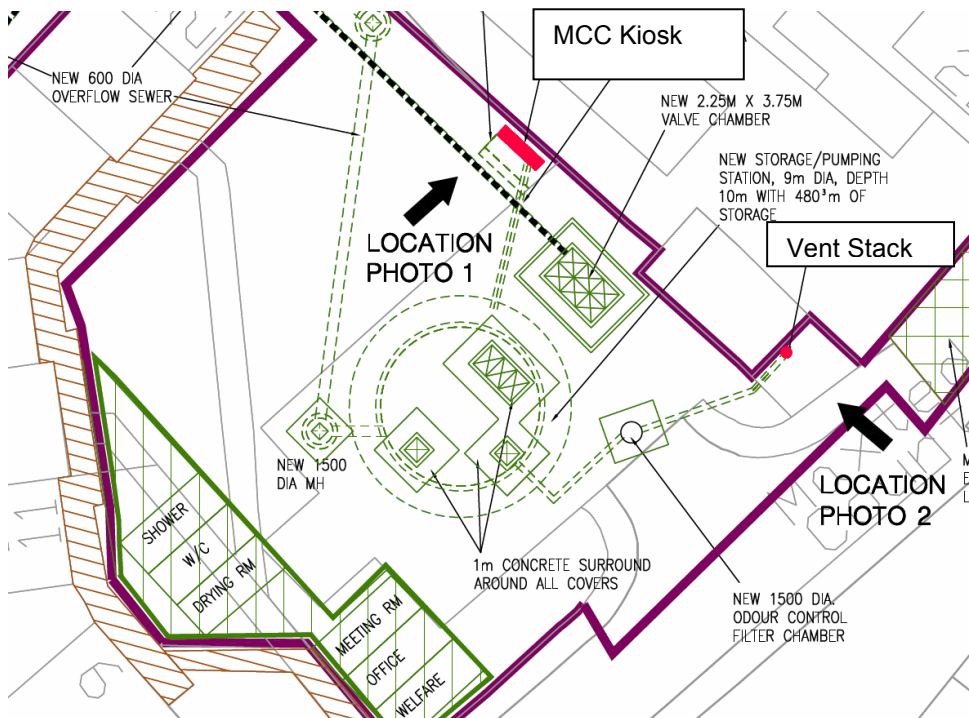 MCC Kiosk
NEW 600 DIA
OVERFLOW SEWER
NEW 2.25M X 3.75M
VALVE CHAMBER
NEW STORAGE/PUMPING
STATION, 9m DIA, DEPTH
10m WITH 480³m OF
STORAGE
LOCATION
PHOTO 1
Vent Stack
NEW 1500
DIA MH
LOCATION
PHOTO 2
SHOWER
W/C
DRYING RM
1m CONCRETE SURROUND
AROUND ALL COVERS
MEETING RM
OFFICE
WELFARE
NEW 1500 DIA.
ODOUR CONTROL
FILTER CHAMBER
11
9